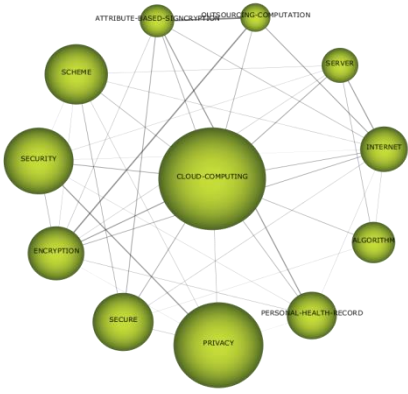 ATTRIBUTE-BASED-SIGNCRYPTION
OUTSOURCING-COMPUTATION
SERVER
SCHEME
INTERNET
SECURITY
CLOUD-COMPUTING
ENCRYPTION
ALGORITHM
PERSONAL-HEALTH-RECORD
SECURE
PRIVACY